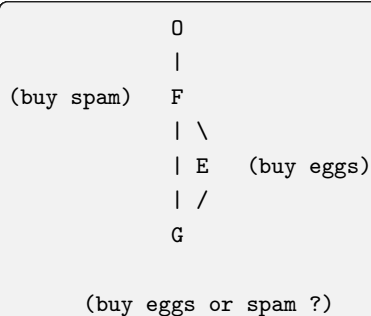 O
|
(buy spam) F
| \
| E (buy eggs)
| /
G
(buy eggs or spam ?)